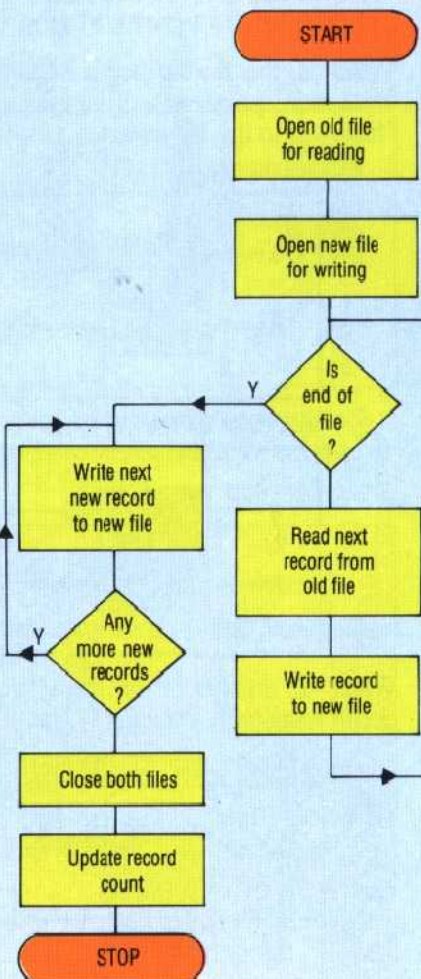 START
Open old file
for reading
Open new file
for writing
Is
end of
file
?
Y
Read next
record from
old file
Write record
to new file
Write next
new record
to new file
Any
more new
records
?
Y
Close both files
Update record
count
STOP